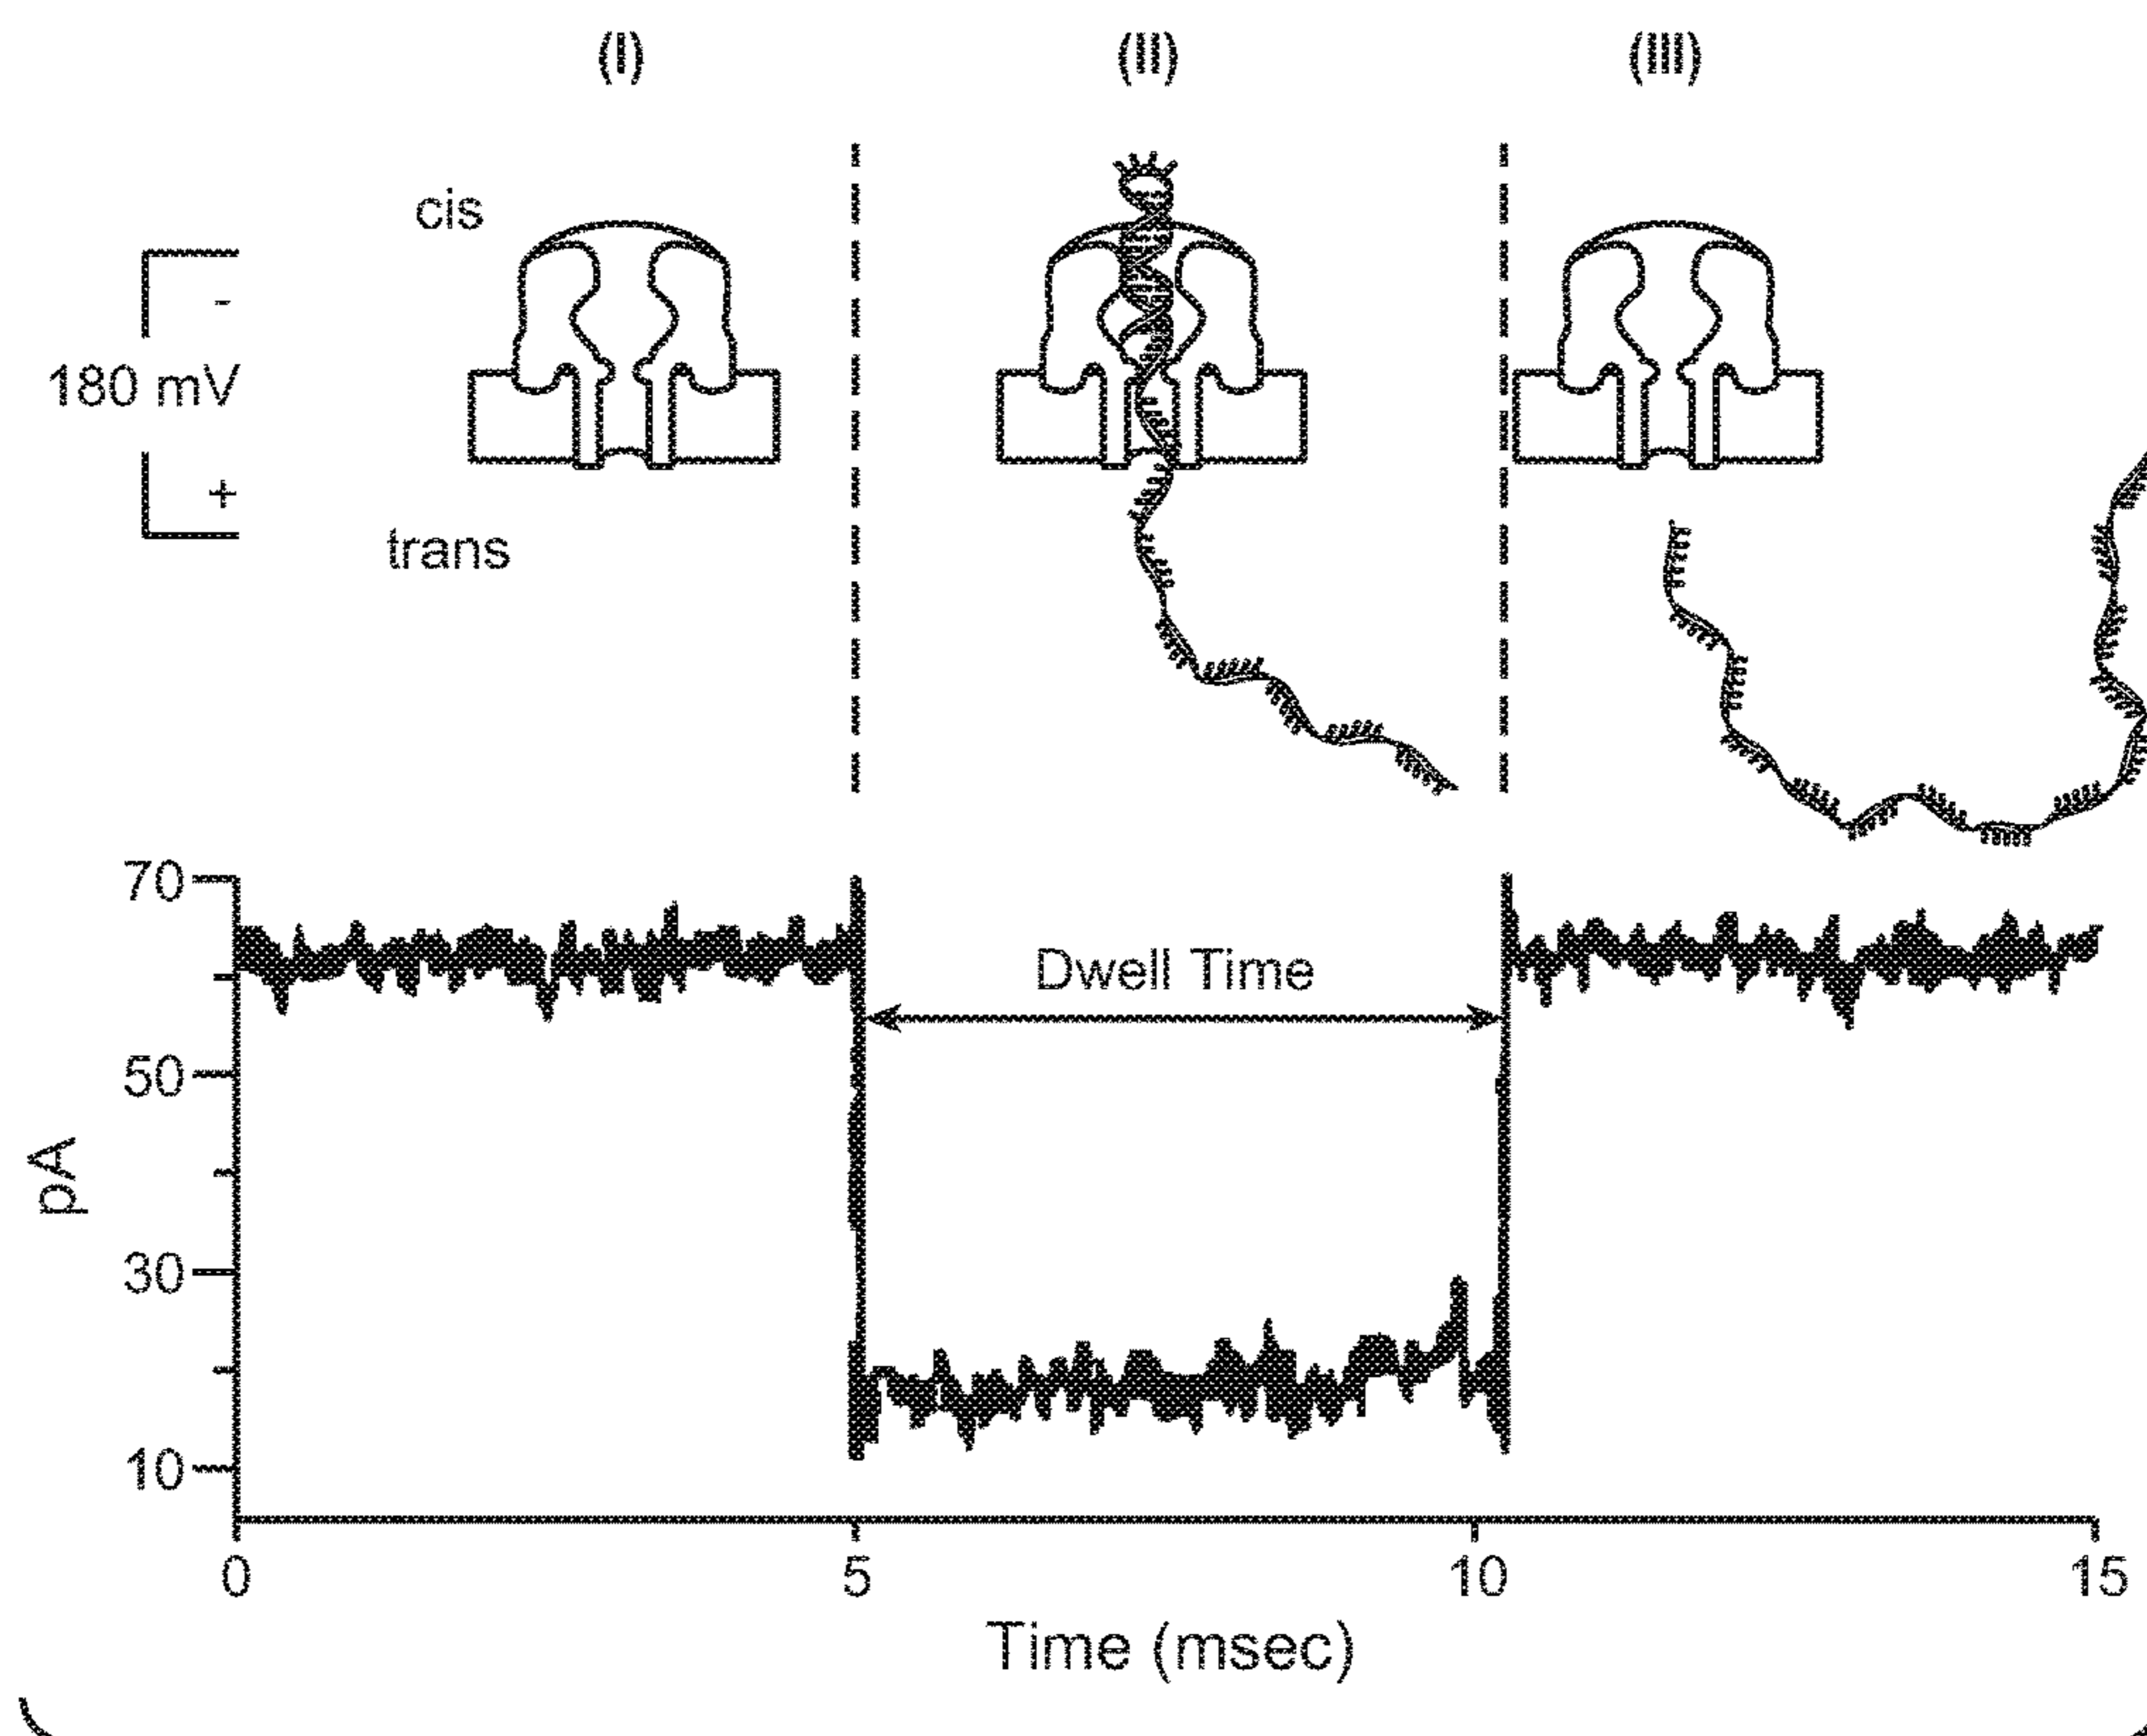 (I)
(II)
(III)
cis
-
180 mV
+
trans
70
50
30
10
pA
Dwell Time
0
5
10
15
Time (msec)